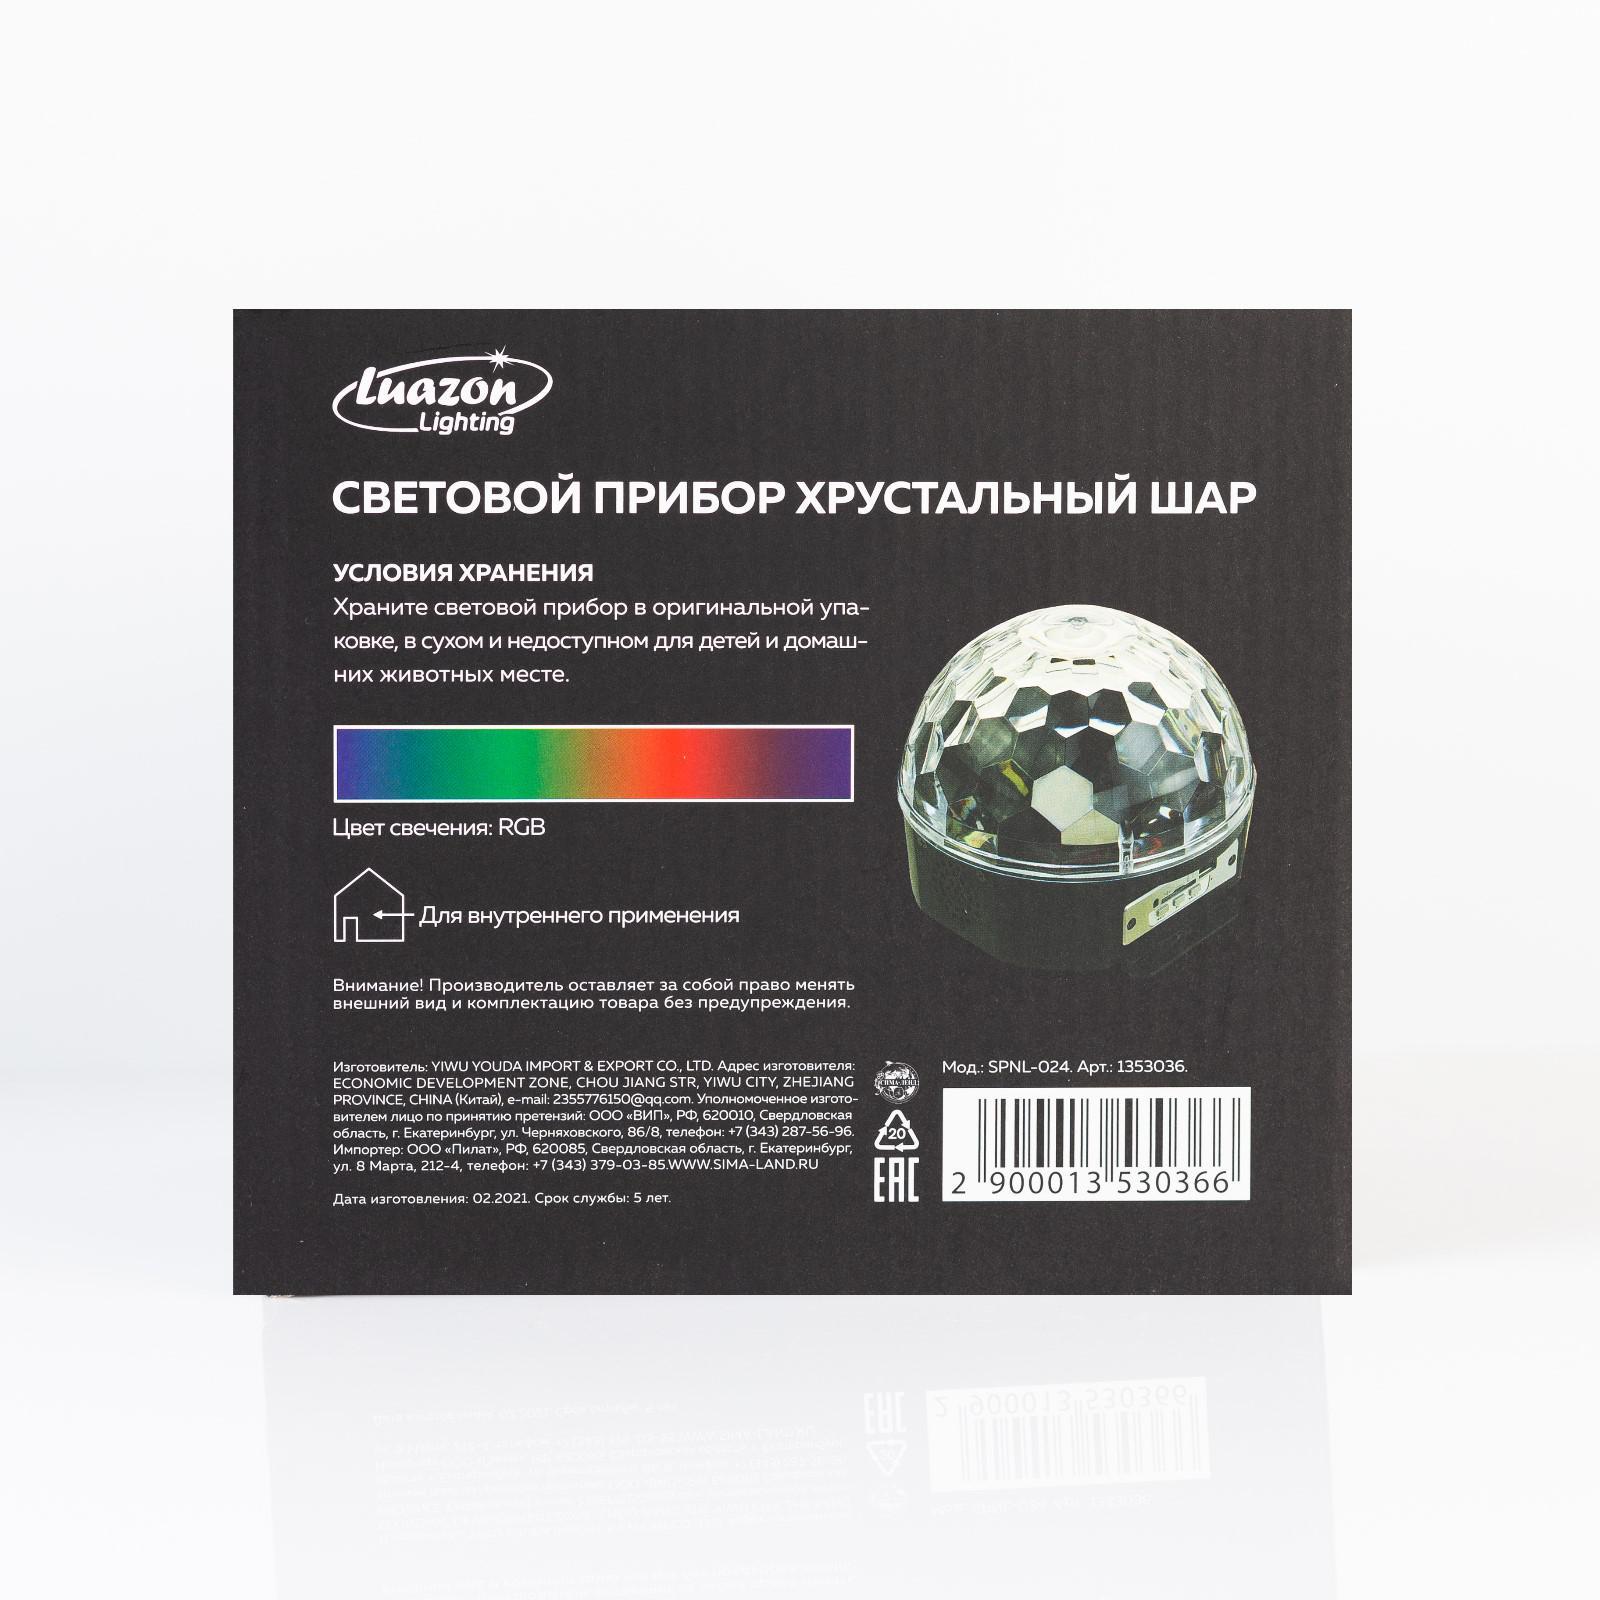 Luazon
Lighting
СВЕТОВОЙ ПРИБОР ХРУСТАЛЬНЫЙ ШАР
УСЛОВИЯ ХРАНЕНИЯ
Храните световой прибор в оригинальной упа-
ковке, в сухом и недоступном для детей и домаш-
них животных месте.
Цвет свечения: RGB
Для внутреннего применения
Внимание! Производитель оставляет за собой право менять
внешний вид и комплектацию товара без предупреждения.
Изготовитель: YIWU YOUDA IMPORT & EXPORT CO., LTD. Адрес изготовителя:
ECONOMIC DEVELOPMENT ZONE, CHOU JIANG STR, YIWU CITY, ZHEJIANG
PROVINCE, CHINA (Китай), e-mail: 2355776150@qq.com. Уполномоченное изгото-
вителем лицо по принятию претензий: ООО «ВИП», РФ, 620010, Свердловская
область, г. Екатеринбург, ул. Черняховского, 86/8, телефон: +7 (343) 287-56-96.
Импортер: ООО «Пилат», РФ, 620085, Свердловская область, г. Екатеринбург,
ул. 8 Марта, 212-4, телефон: +7 (343) 379-03-85.WWW.SIMA-LAND.RU
Дата изготовления: 02.2021. Срок службы: 5 лет.
СИМА-ЛЕНД
20
EAC
Мод.: SPNL-024. Арт.: 1353036.
2 900013 530366